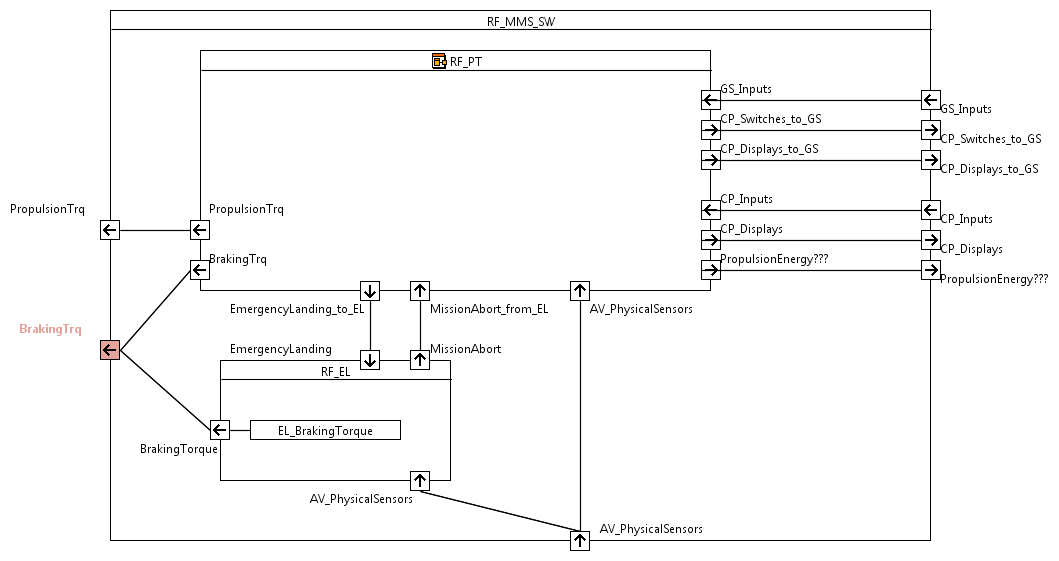 RF_MMS_SW
RF_PT
GS_Inputs
GS_Inputs
CP_Switches_to_GS
CP_Switches_to_GS
CP_Displays_to_GS
CP_Displays_to_GS
PropulsionTrq
PropulsionTrq
CP_Inputs
CP_Inputs
CP_Displays
CP_Displays
BrakingTrq
PropulsionEnergy???
PropulsionEnergy???
EmergencyLanding_to_EL
MissionAbort_from_EL
AV_PhysicalSensors
BrakingTrq
EmergencyLanding
MissionAbort
RF_EL
EL_BrakingTorque
BrakingTorque
AV_PhysicalSensors
AV_PhysicalSensors